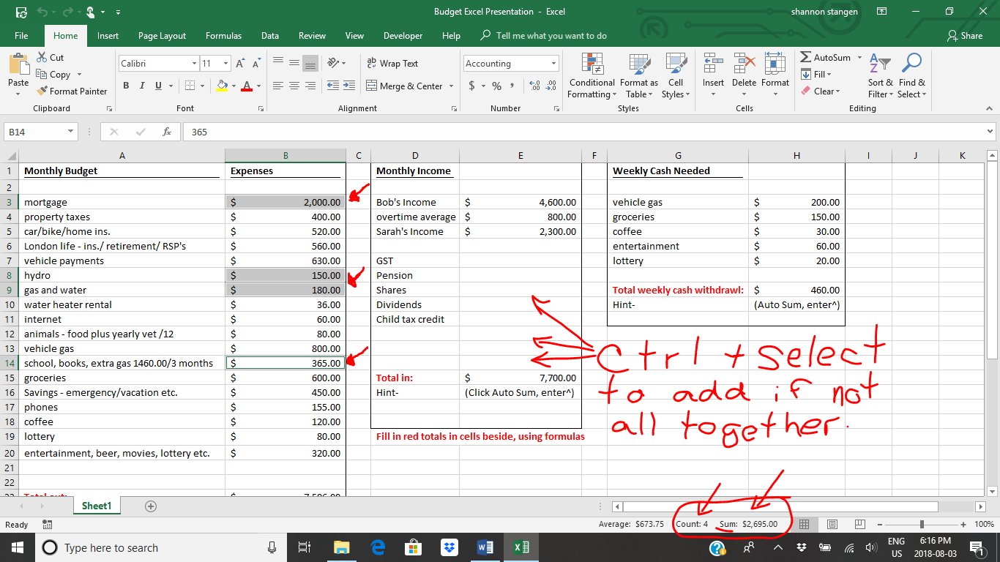 Budget Excel Presentation - Excel
shannon stangen
File Home Insert Page Layout Formulas Data Review View Developer Help Tell me what you want to do Share
Cut
Copy
Format Painter
Paste
Clipboard
Calibri 11 A A
B I U A
Font
Wrap Text
Merge & Center
Alignment
Accounting
$ % ,
.00 .0
Number
Conditional Formatting
Format as Table
Cell Styles
Styles
Insert Delete Format
Cells
AutoSum
Fill
Clear
Sort & Filter
Find & Select
Editing
B14 fx 365
A B C D E F G H I J K
1 Monthly Budget Expenses Monthly Income Weekly Cash Needed
2
3 mortgage $ 2,000.00 Bob's Income $ 4,600.00 vehicle gas $ 200.00
4 property taxes $ 400.00 overtime average $ 800.00 groceries $ 150.00
5 car/bike/home ins. $ 520.00 Sarah's Income $ 2,300.00 coffee $ 30.00
6 London life - ins./ retirement/ RSP's $ 560.00 entertainment $ 60.00
7 vehicle payments $ 630.00 GST lottery $ 20.00
8 hydro $ 150.00 Pension
9 gas and water $ 180.00 Shares Total weekly cash withdrawl: $ 460.00
10 water heater rental $ 36.00 Dividends Hint- (Auto Sum, enter^)
11 internet $ 60.00 Child tax credit
12 animals - food plus yearly vet /12 $ 80.00
13 vehicle gas $ 800.00
14 school, books, extra gas 1460.00/3 months $ 365.00
15 groceries $ 600.00 Total in: $ 7,700.00
16 Savings - emergency/vacation etc. $ 450.00 Hint- (Click Auto Sum, enter^)
17 phones $ 155.00
18 coffee $ 120.00
19 lottery $ 80.00 Fill in red totals in cells beside, using formulas
20 entertainment, beer, movies, lottery etc. $ 320.00
21
22
Ctrl + Select
to add if not
all together.
Sheet1
Ready Average: $673.75 Count: 4 Sum: $2,695.00 100%
Type here to search
ENG
US
6:16 PM
2018-08-03
1